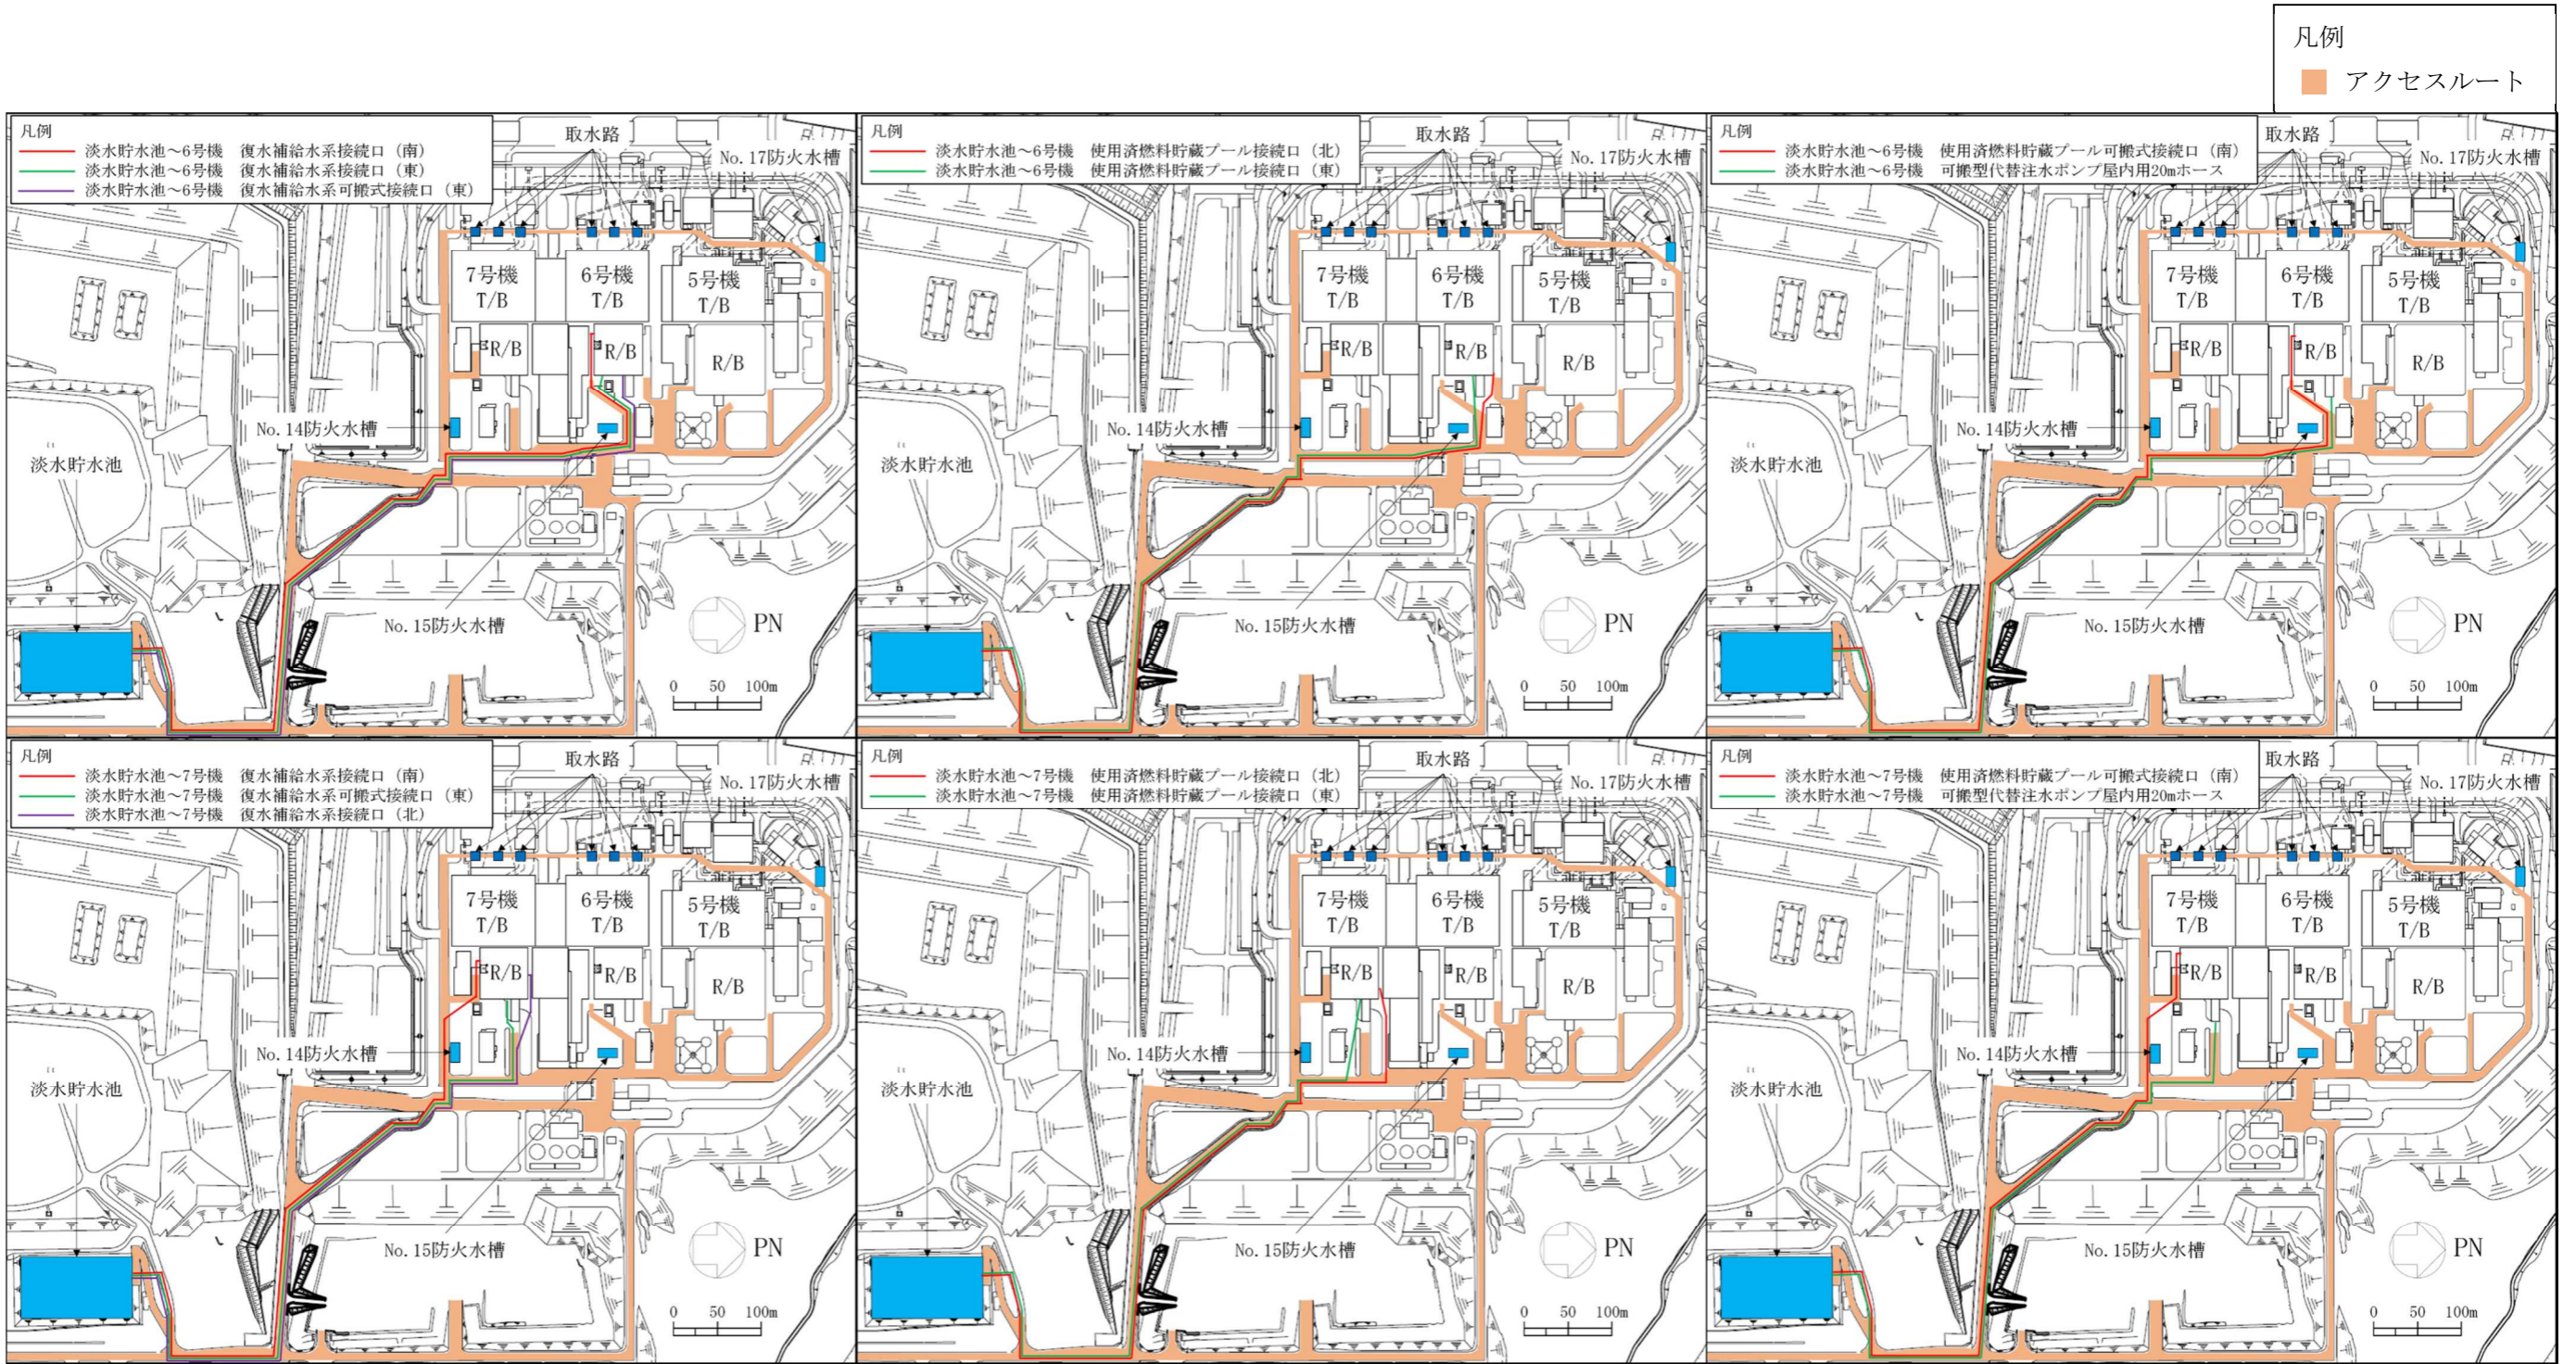 凡例
アクセスルート
凡例
淡水貯水池～6号機 復水補給水系接続口（南）
淡水貯水池～6号機 復水補給水系接続口（東）
淡水貯水池～6号機 復水補給水系可搬式接続口（東）
取水路
No.17防火水槽
7号機
T/B
6号機
T/B
5号機
T/B
R/B
R/B
R/B
No.14防火水槽
淡水貯水池
No.15防火水槽
PN
0 50 100m
凡例
淡水貯水池～6号機 使用済燃料貯蔵プール接続口（北）
淡水貯水池～6号機 使用済燃料貯蔵プール接続口（東）
取水路
No.17防火水槽
7号機
T/B
6号機
T/B
5号機
T/B
R/B
R/B
R/B
No.14防火水槽
淡水貯水池
No.15防火水槽
PN
0 50 100m
凡例
淡水貯水池～6号機 使用済燃料貯蔵プール可搬式接続口（南）
淡水貯水池～6号機 可搬型代替注水ポンプ屋内用20mホース
取水路
No.17防火水槽
7号機
T/B
6号機
T/B
5号機
T/B
R/B
R/B
R/B
No.14防火水槽
淡水貯水池
No.15防火水槽
PN
0 50 100m
凡例
淡水貯水池～7号機 復水補給水系接続口（南）
淡水貯水池～7号機 復水補給水系可搬式接続口（東）
淡水貯水池～7号機 復水補給水系接続口（北）
取水路
No.17防火水槽
7号機
T/B
6号機
T/B
5号機
T/B
R/B
R/B
R/B
No.14防火水槽
淡水貯水池
No.15防火水槽
PN
0 50 100m
凡例
淡水貯水池～7号機 使用済燃料貯蔵プール接続口（北）
淡水貯水池～7号機 使用済燃料貯蔵プール接続口（東）
取水路
No.17防火水槽
7号機
T/B
6号機
T/B
5号機
T/B
R/B
R/B
R/B
No.14防火水槽
淡水貯水池
No.15防火水槽
PN
0 50 100m
凡例
淡水貯水池～7号機 使用済燃料貯蔵プール可搬式接続口（南）
淡水貯水池～7号機 可搬型代替注水ポンプ屋内用20mホース
取水路
No.17防火水槽
7号機
T/B
6号機
T/B
5号機
T/B
R/B
R/B
R/B
No.14防火水槽
淡水貯水池
No.15防火水槽
PN
0 50 100m